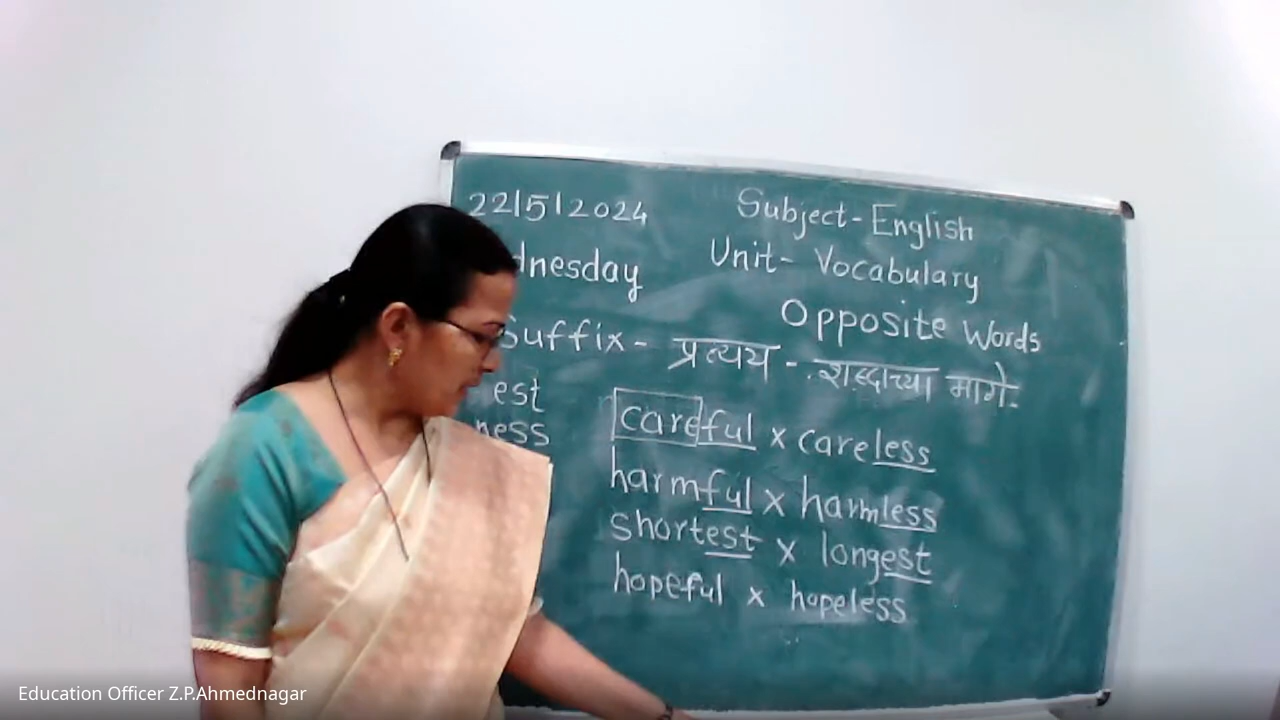 22/5/2024
Subject-English
dnesday
Unit- Vocabulary
Opposite Words
Suffix- प्रत्यय - शब्दाच्या मागे.
est
ness
careful x careless
harmful x harmless
shortest x longest
hopeful x hopeless
Education Officer Z.P.Ahmednagar